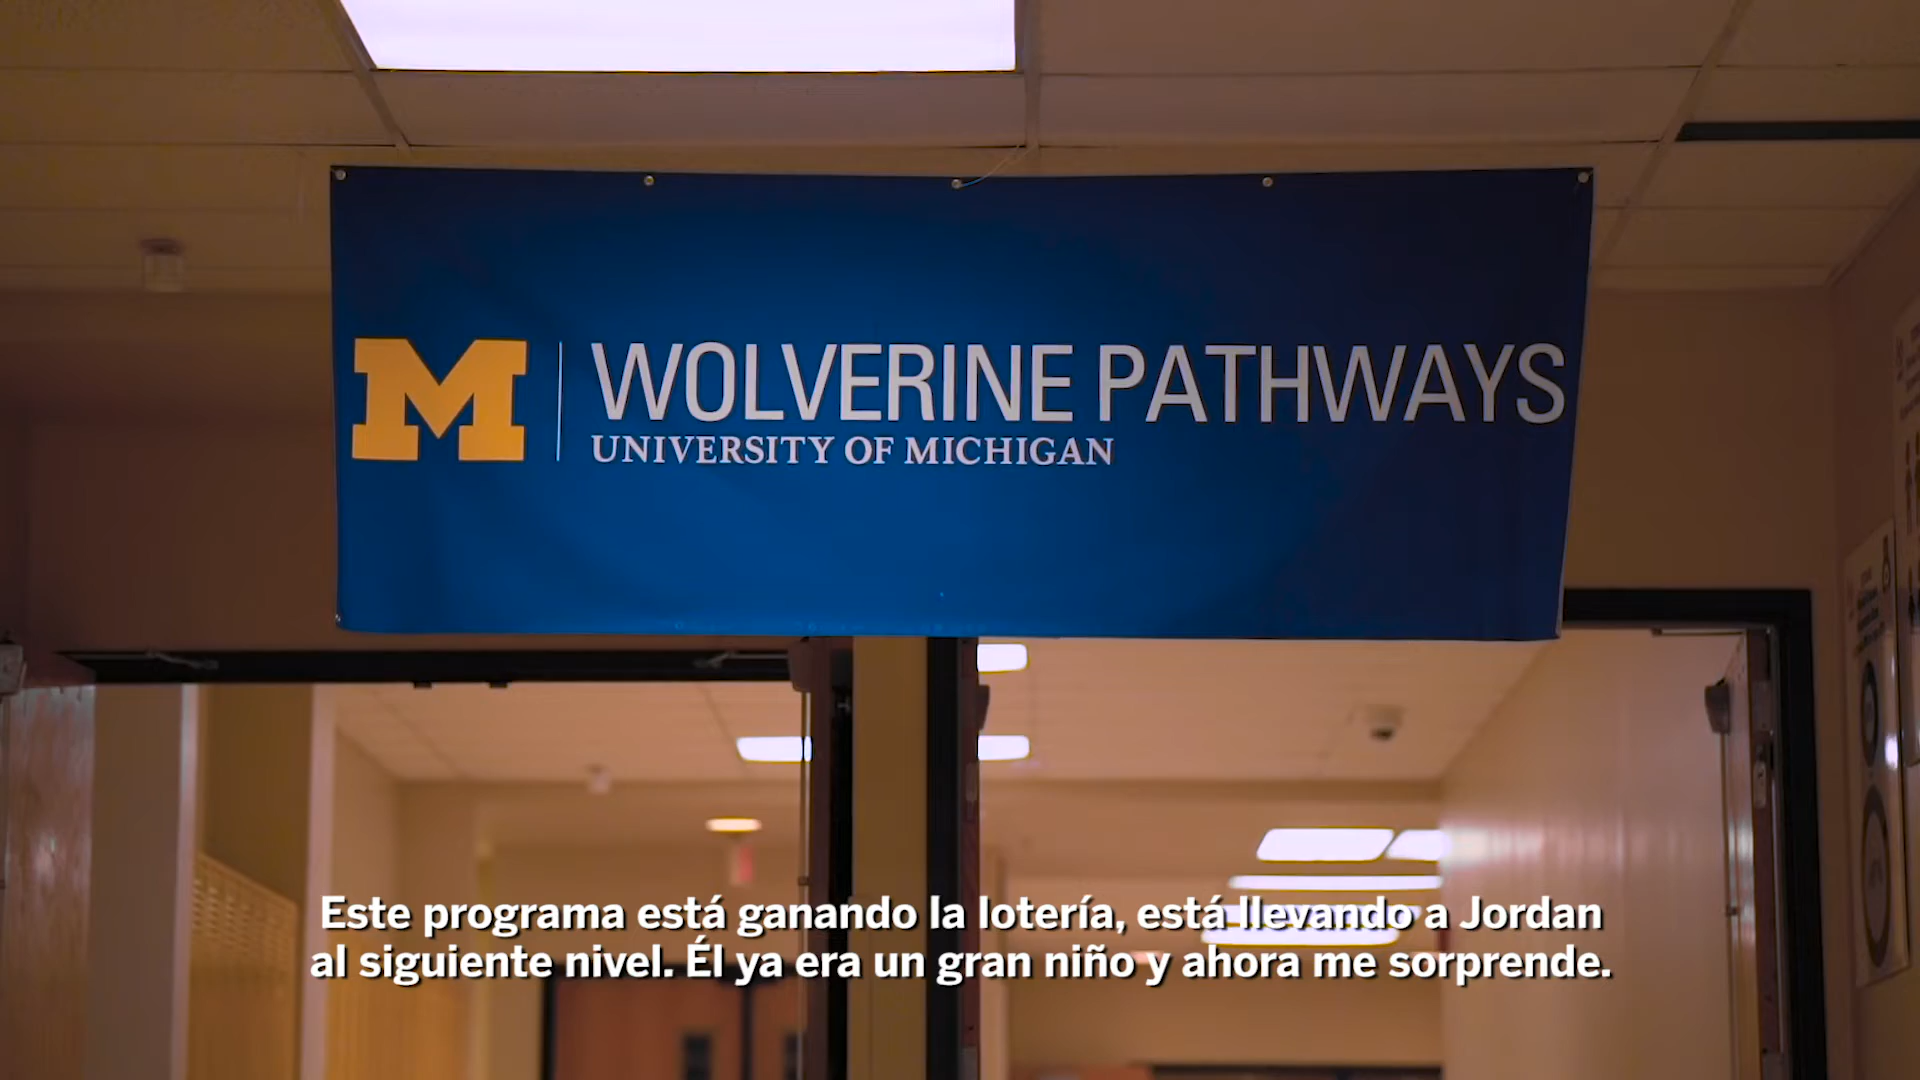 M WOLVERINE PATHWAYS
UNIVERSITY OF MICHIGAN
Este programa está ganando la lotería, está llevando a Jordan
al siguiente nivel. Él ya era un gran niño y ahora me sorprende.